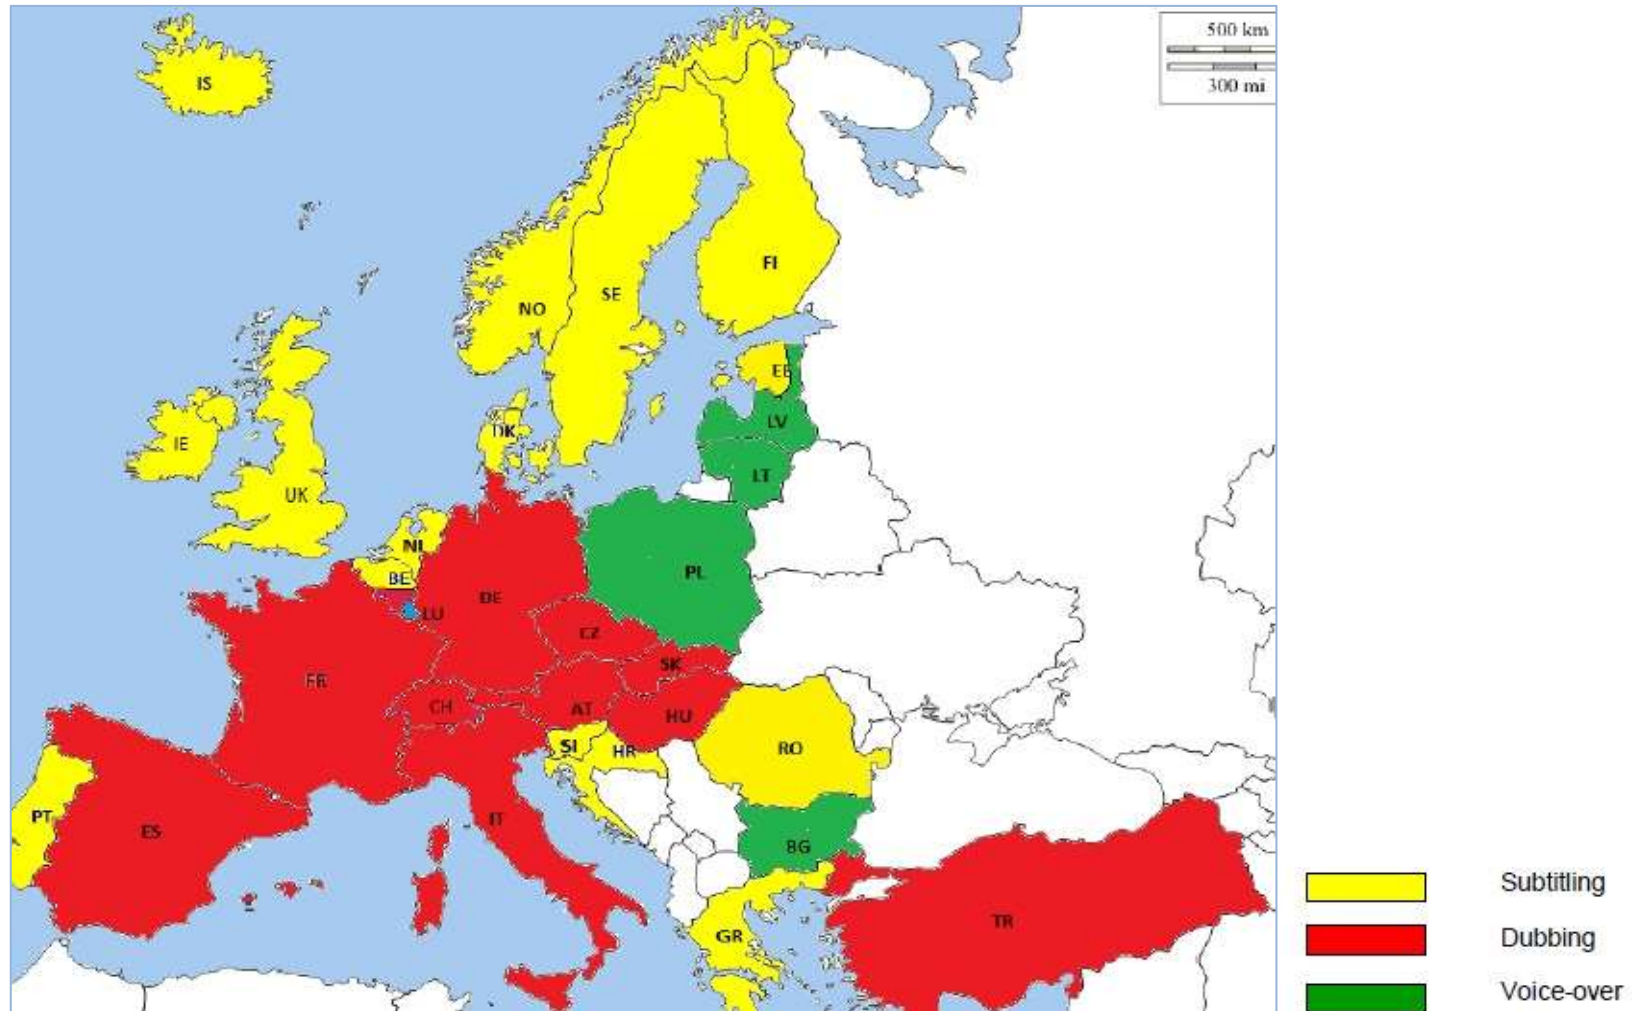 500 km
300 mi
IS
FI
SE
NO
EE
LV
DK
IE
LT
UK
NL
PL
BE
DE
LU
CZ
SK
FR
CH
AT
HU
SI
HR
RO
PT
ES
IT
BG
TR
GR
Subtitling
Dubbing
Voice-over